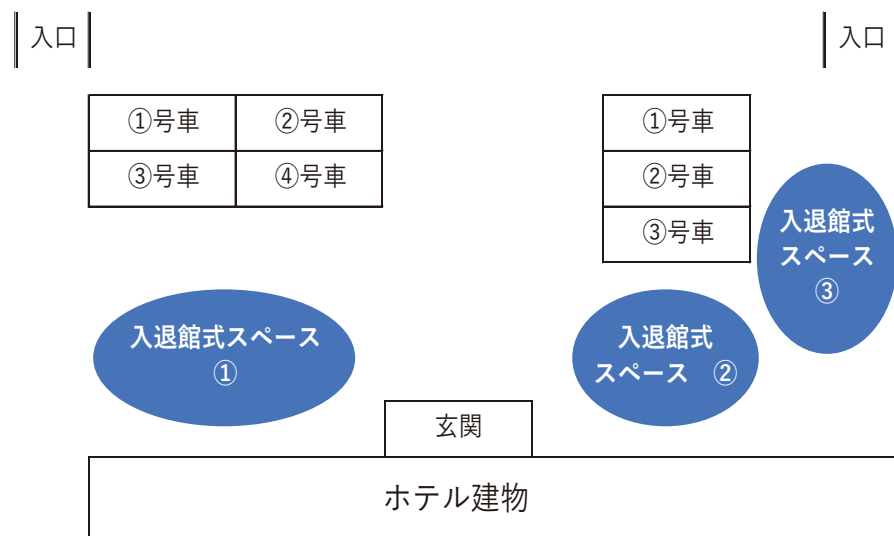 入口
入口
①号車
②号車
③号車
④号車
①号車
②号車
③号車
入退館式スペース
①
入退館式
スペース ②
入退館式
スペース
③
玄関
ホテル建物